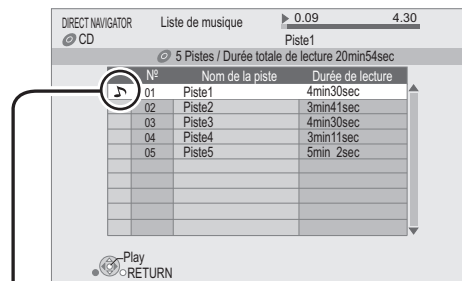 DIRECT NAVIGATOR Liste de musique 0.09 4.30
CD Piste1
5 Pistes / Durée totale de lecture 20min54sec
Nº Nom de la piste Durée de lecture
01 Piste1 4min30sec
02 Piste2 3min41sec
03 Piste3 4min30sec
04 Piste4 3min11sec
05 Piste5 5min 2sec
Play
RETURN